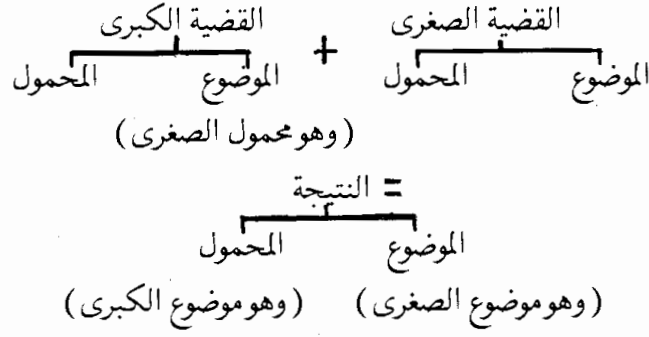 القضية الصغرى + القضية الكبرى
الموضوع المحمول الموضوع المحمول
(وهو محمول الصغرى)
= النتيجة
الموضوع المحمول
(وهو موضوع الصغرى) (وهو موضوع الكبرى)